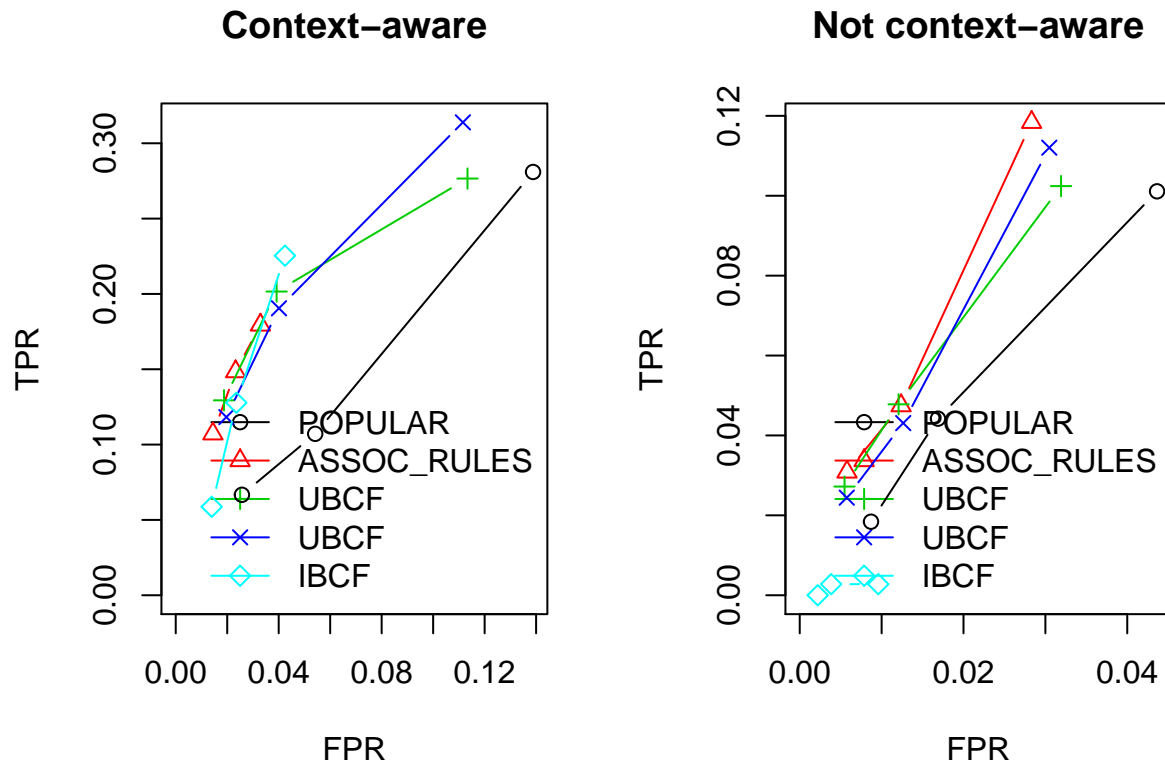 Context−aware
TPR
0.30
0.20
0.10
0.00
POPULAR
ASSOC_RULES
UBCF
UBCF
IBCF
0.00 0.04 0.08 0.12
FPR
Not context−aware
TPR
0.12
0.08
0.04
0.00
POPULAR
ASSOC_RULES
UBCF
UBCF
IBCF
0.00 0.02 0.04
FPR